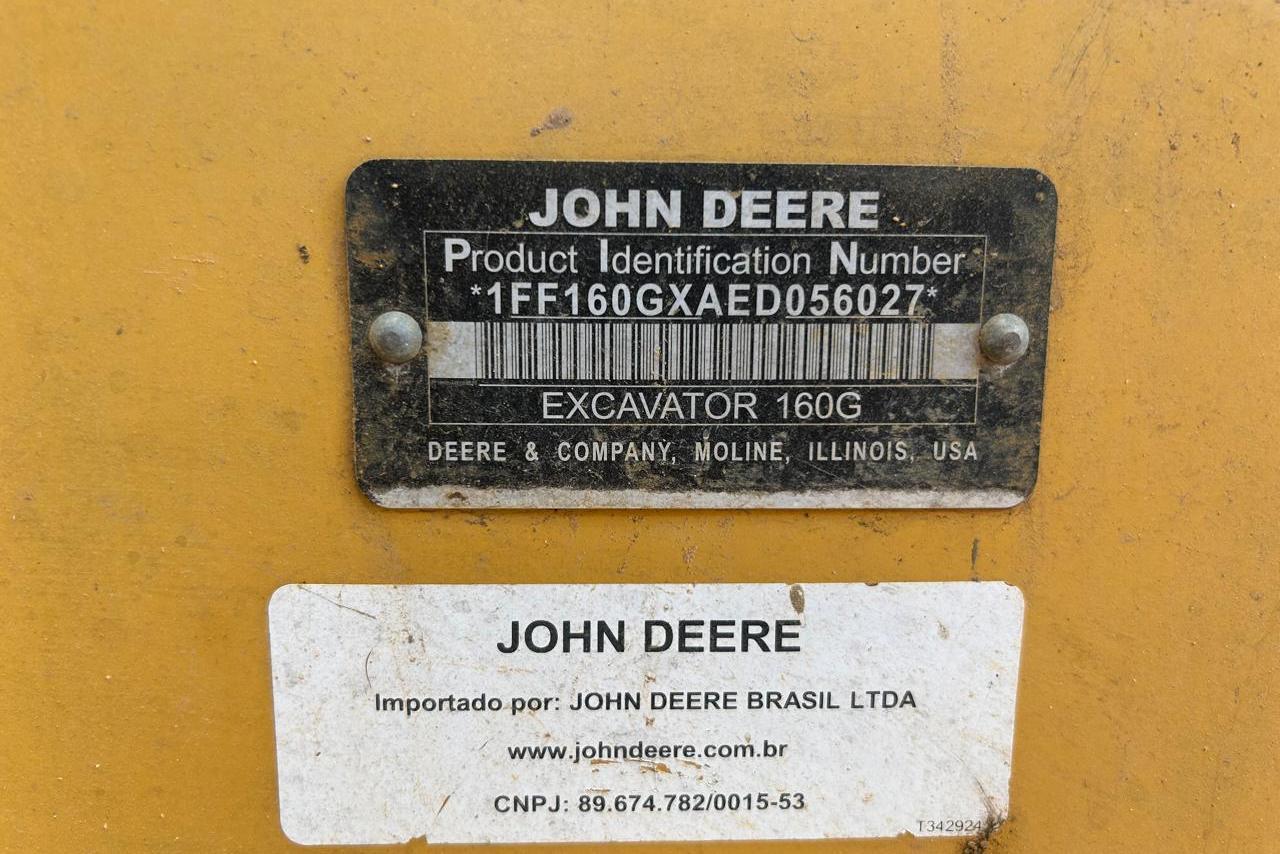 JOHN DEERE
Product Identification Number
*1FF160GXAED056027*
EXCAVATOR 160G
DEERE & COMPANY, MOLINE, ILLINOIS, USA
JOHN DEERE
Importado por: JOHN DEERE BRASIL LTDA
www.johndeere.com.br
CNPJ: 89.674.782/0015-53